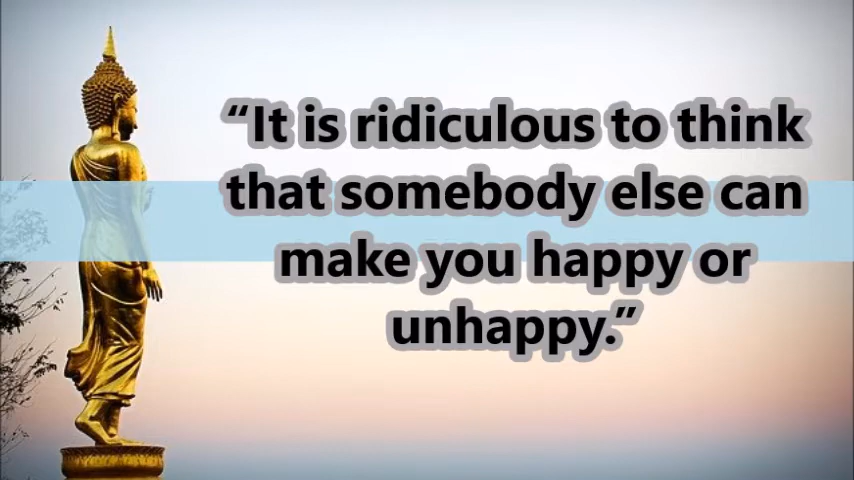 “It is ridiculous to think
that somebody else can
make you happy or
unhappy.”